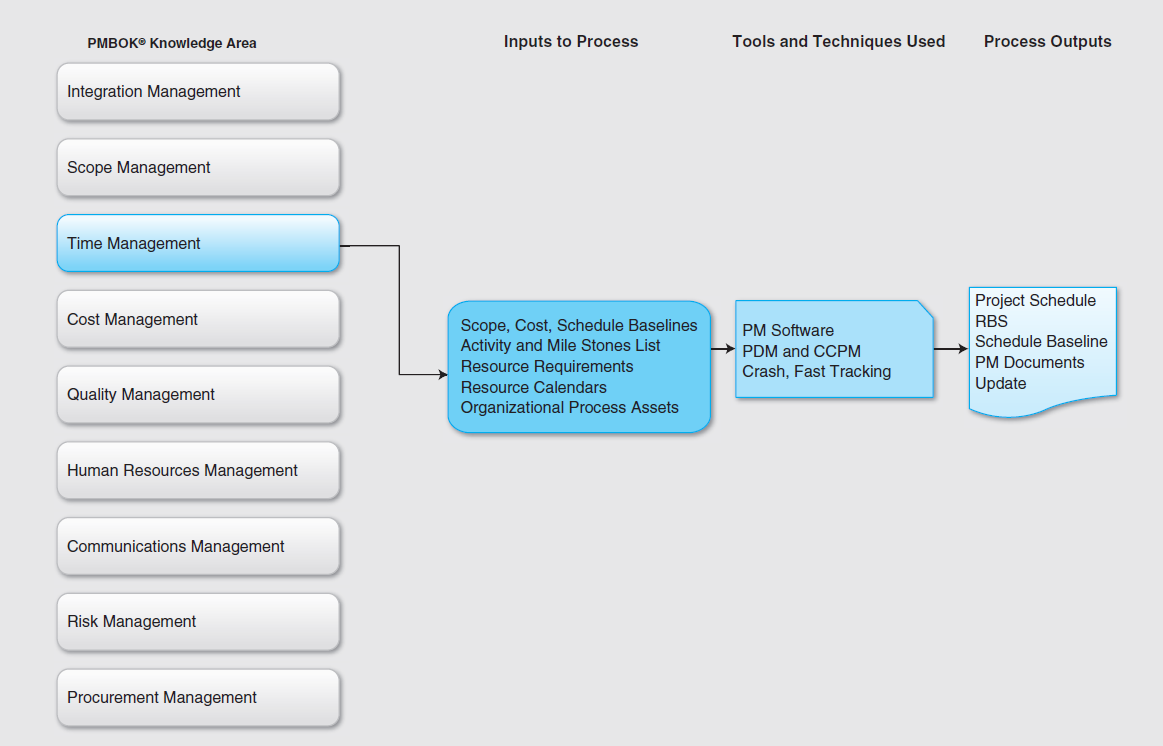 PMBOK® Knowledge Area
Inputs to Process
Tools and Techniques Used
Process Outputs
Integration Management
Scope Management
Time Management
Cost Management
Quality Management
Human Resources Management
Communications Management
Risk Management
Procurement Management
Scope, Cost, Schedule Baselines
Activity and Mile Stones List
Resource Requirements
Resource Calendars
Organizational Process Assets
PM Software
PDM and CCPM
Crash, Fast Tracking
Project Schedule
RBS
Schedule Baseline
PM Documents
Update